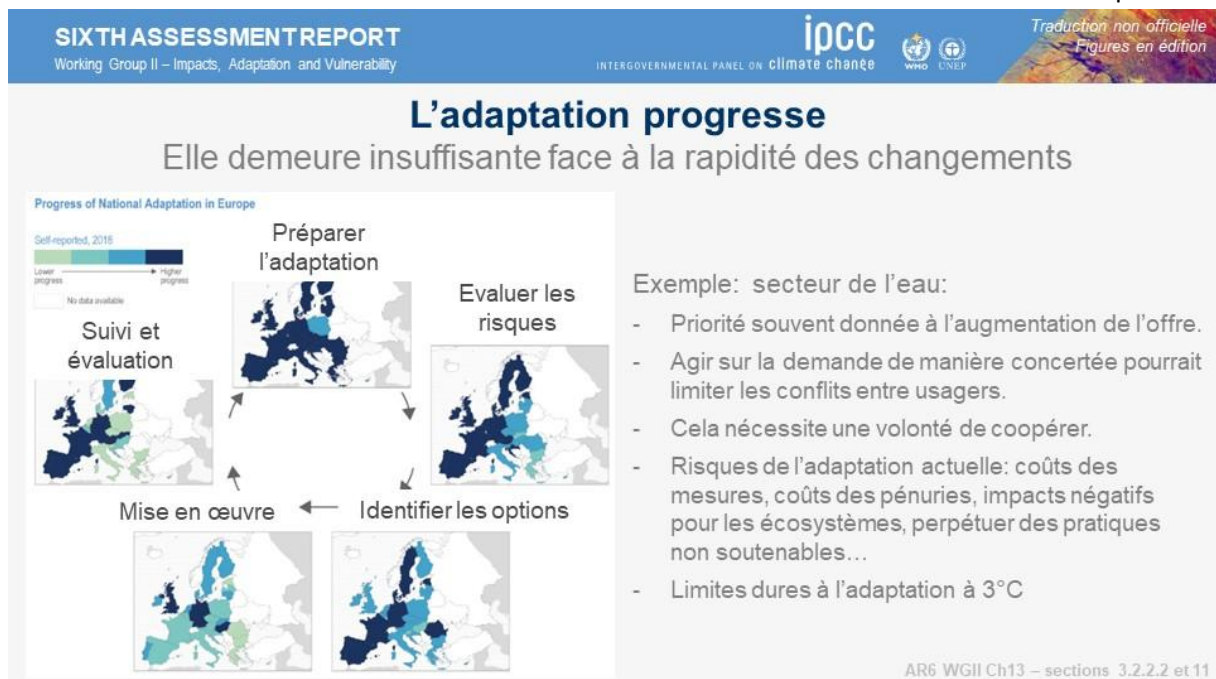 SIXTH ASSESSMENT REPORT
Working Group II – Impacts, Adaptation and Vulnerability
ipcc
INTERGOVERNMENTAL PANEL ON climate change
WMO
UNEP
Traduction non officielle
Figures en édition
L'adaptation progresse
Elle demeure insuffisante face à la rapidité des changements
Progress of National Adaptation in Europe
Self-reported, 2018
Lower progress
Higher progress
No data available
Préparer
l'adaptation
Evaluer les
risques
Suivi et
évaluation
Mise en œuvre
Identifier les options
Exemple: secteur de l'eau:
- Priorité souvent donnée à l'augmentation de l'offre.
- Agir sur la demande de manière concertée pourrait
limiter les conflits entre usagers.
- Cela nécessite une volonté de coopérer.
- Risques de l'adaptation actuelle: coûts des
mesures, coûts des pénuries, impacts négatifs
pour les écosystèmes, perpétuer des pratiques
non soutenables…
- Limites dures à l'adaptation à 3°C
AR6 WGII Ch13 – sections 3.2.2.2 et 11